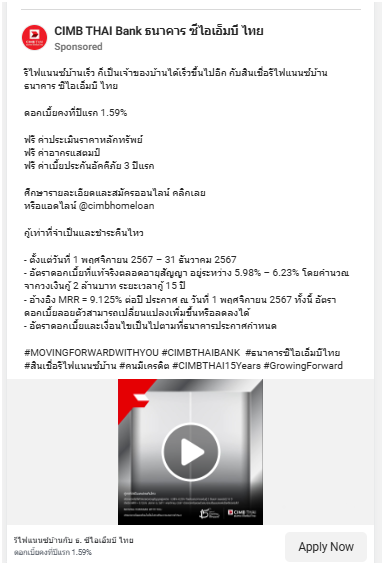 CIMB THAI Bank ธนาคาร ซีไอเอ็มบี ไทย
Sponsored
รีไฟแนนซ์บ้านเร็ว ก็เป็นเจ้าของบ้านได้เร็วขึ้นไปอีก กับสินเชื่อรีไฟแนนซ์บ้าน
ธนาคาร ซีไอเอ็มบี ไทย
ดอกเบี้ยคงที่ปีแรก 1.59%
ฟรี ค่าประเมินราคาหลักทรัพย์
ฟรี ค่าอากรแสตมป์
ฟรี ค่าเบี้ยประกันอัคคีภัย 3 ปีแรก
ศึกษารายละเอียดและสมัครออนไลน์ คลิกเลย
หรือแอดไลน์ @cimbhomeloan
กู้เท่าที่จำเป็นและชำระคืนไหว
- ตั้งแต่วันที่ 1 พฤศจิกายน 2567 – 31 ธันวาคม 2567
- อัตราดอกเบี้ยที่แท้จริงตลอดอายุสัญญา อยู่ระหว่าง 5.98% – 6.23% โดยคำนวณ
จากวงเงินกู้ 2 ล้านบาท ระยะเวลากู้ 15 ปี
- อ้างอิง MRR = 9.125% ต่อปี ประกาศ ณ วันที่ 1 พฤศจิกายน 2567 ทั้งนี้ อัตรา
ดอกเบี้ยลอยตัวสามารถเปลี่ยนแปลงเพิ่มขึ้นหรือลดลงได้
- อัตราดอกเบี้ยและเงื่อนไขเป็นไปตามที่ธนาคารประกาศกำหนด
#MOVINGFORWARDWITHYOU #CIMBTHAIBANK #ธนาคารซีไอเอ็มบีไทย
#สินเชื่อรีไฟแนนซ์บ้าน #คนมีเครดิต #CIMBTHAI15Years #GrowingForward
CIMB THAI
รีไฟแนนซ์บ้านกับ ธ. ซีไอเอ็มบี ไทย
ดอกเบี้ยคงที่ปีแรก 1.59%
Apply Now